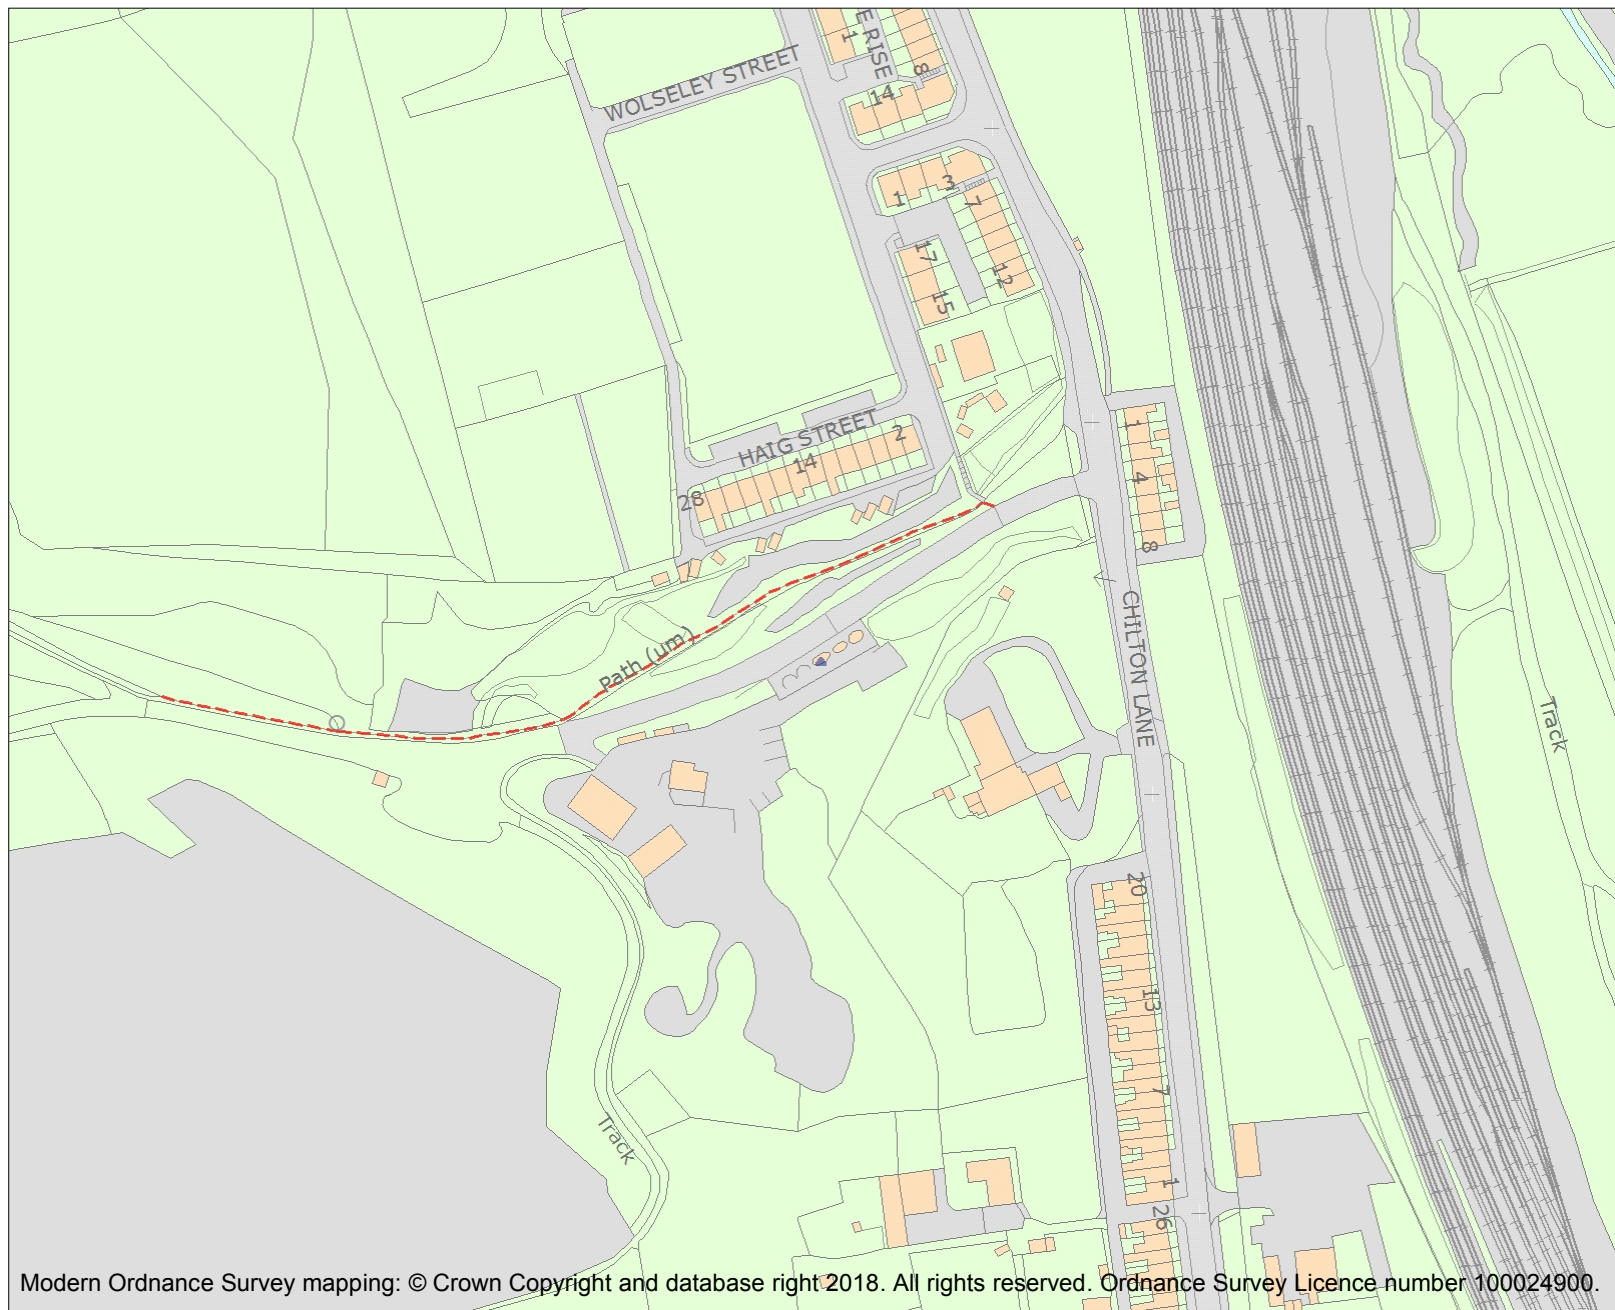 WOLSELEY STREET
1
E RISE
8
14
1
3
7
17
12
15
HAIG STREET
2
14
28
1
4
8
CHILTON LANE
Path (um)
Track
20
13
7
Track
1
26
Modern Ordnance Survey mapping: © Crown Copyright and database right 2018. All rights reserved. Ordnance Survey Licence number 100024900.